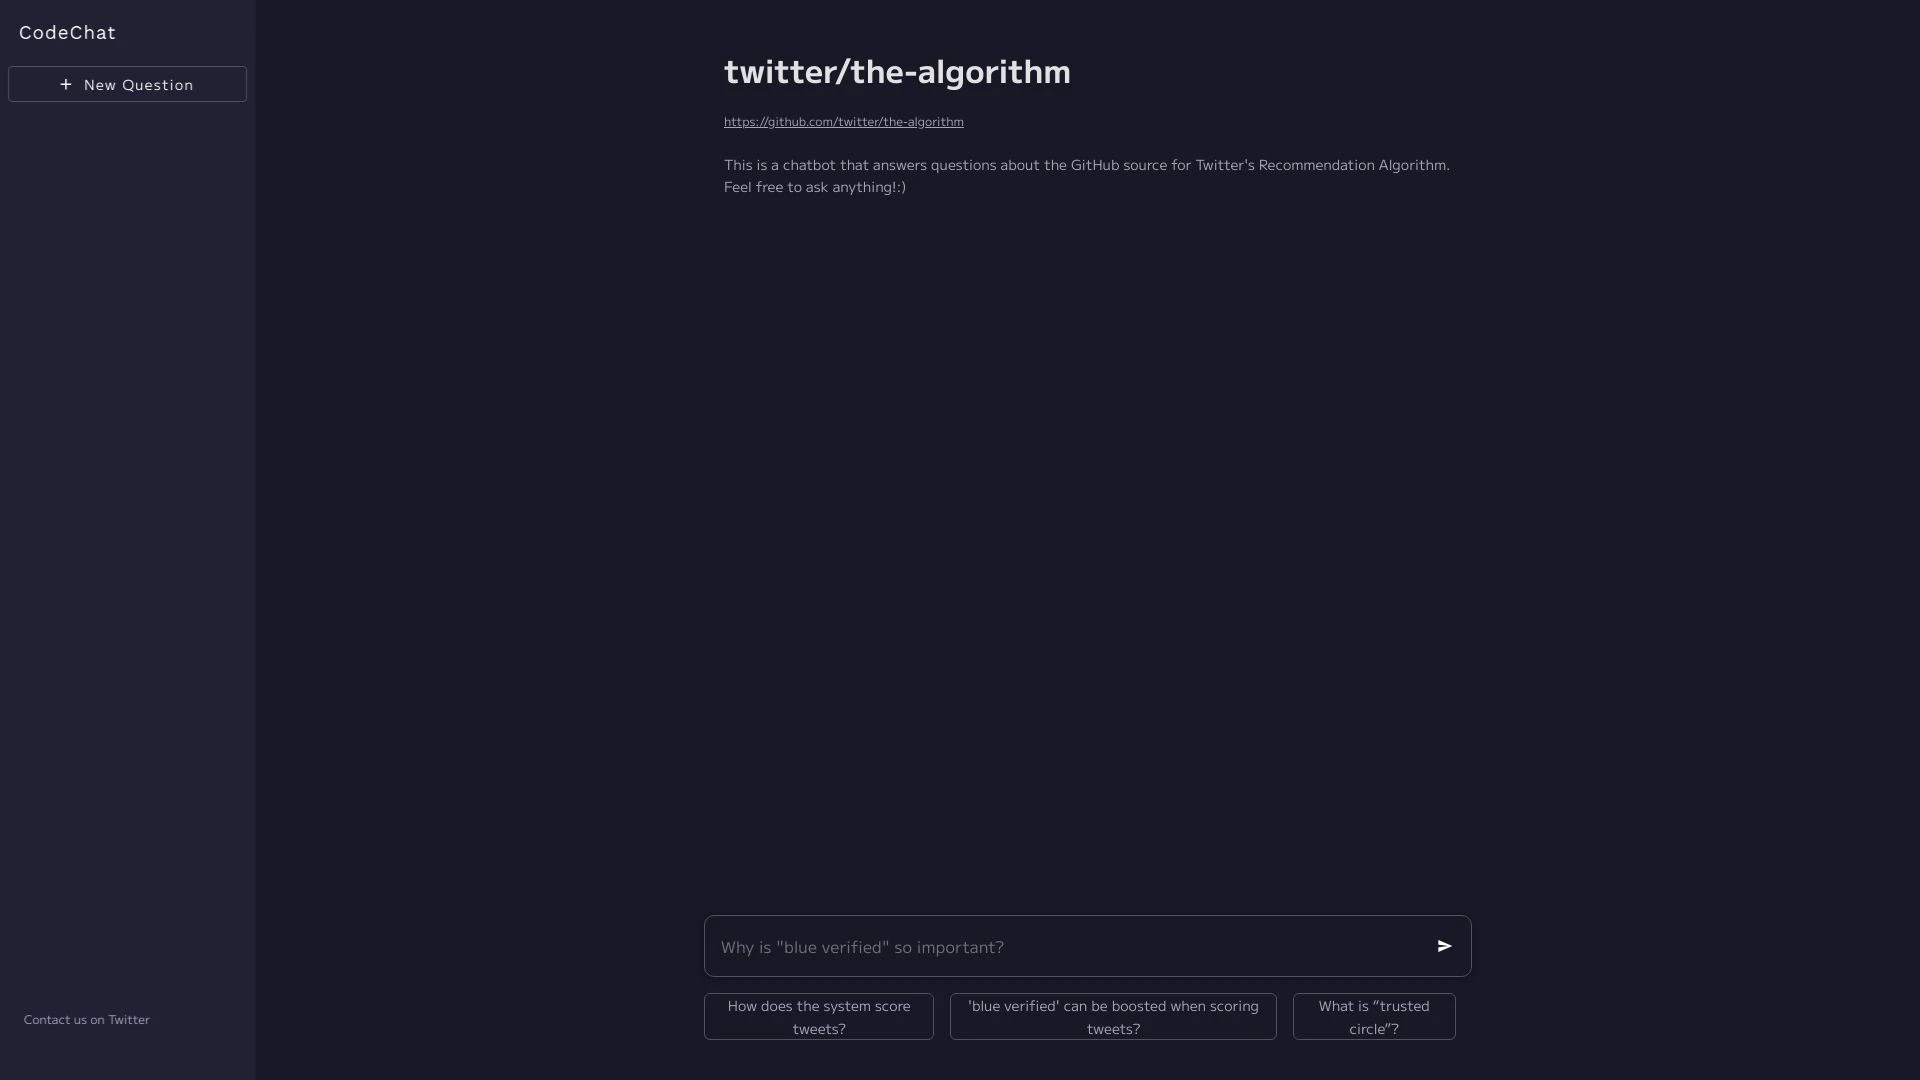 CodeChat
+ New Question
twitter/the-algorithm
https://github.com/twitter/the-algorithm
This is a chatbot that answers questions about the GitHub source for Twitter's Recommendation Algorithm.
Feel free to ask anything!:)
Why is "blue verified" so important?
How does the system score
tweets?
'blue verified' can be boosted when scoring
tweets?
What is “trusted
circle”?
Contact us on Twitter